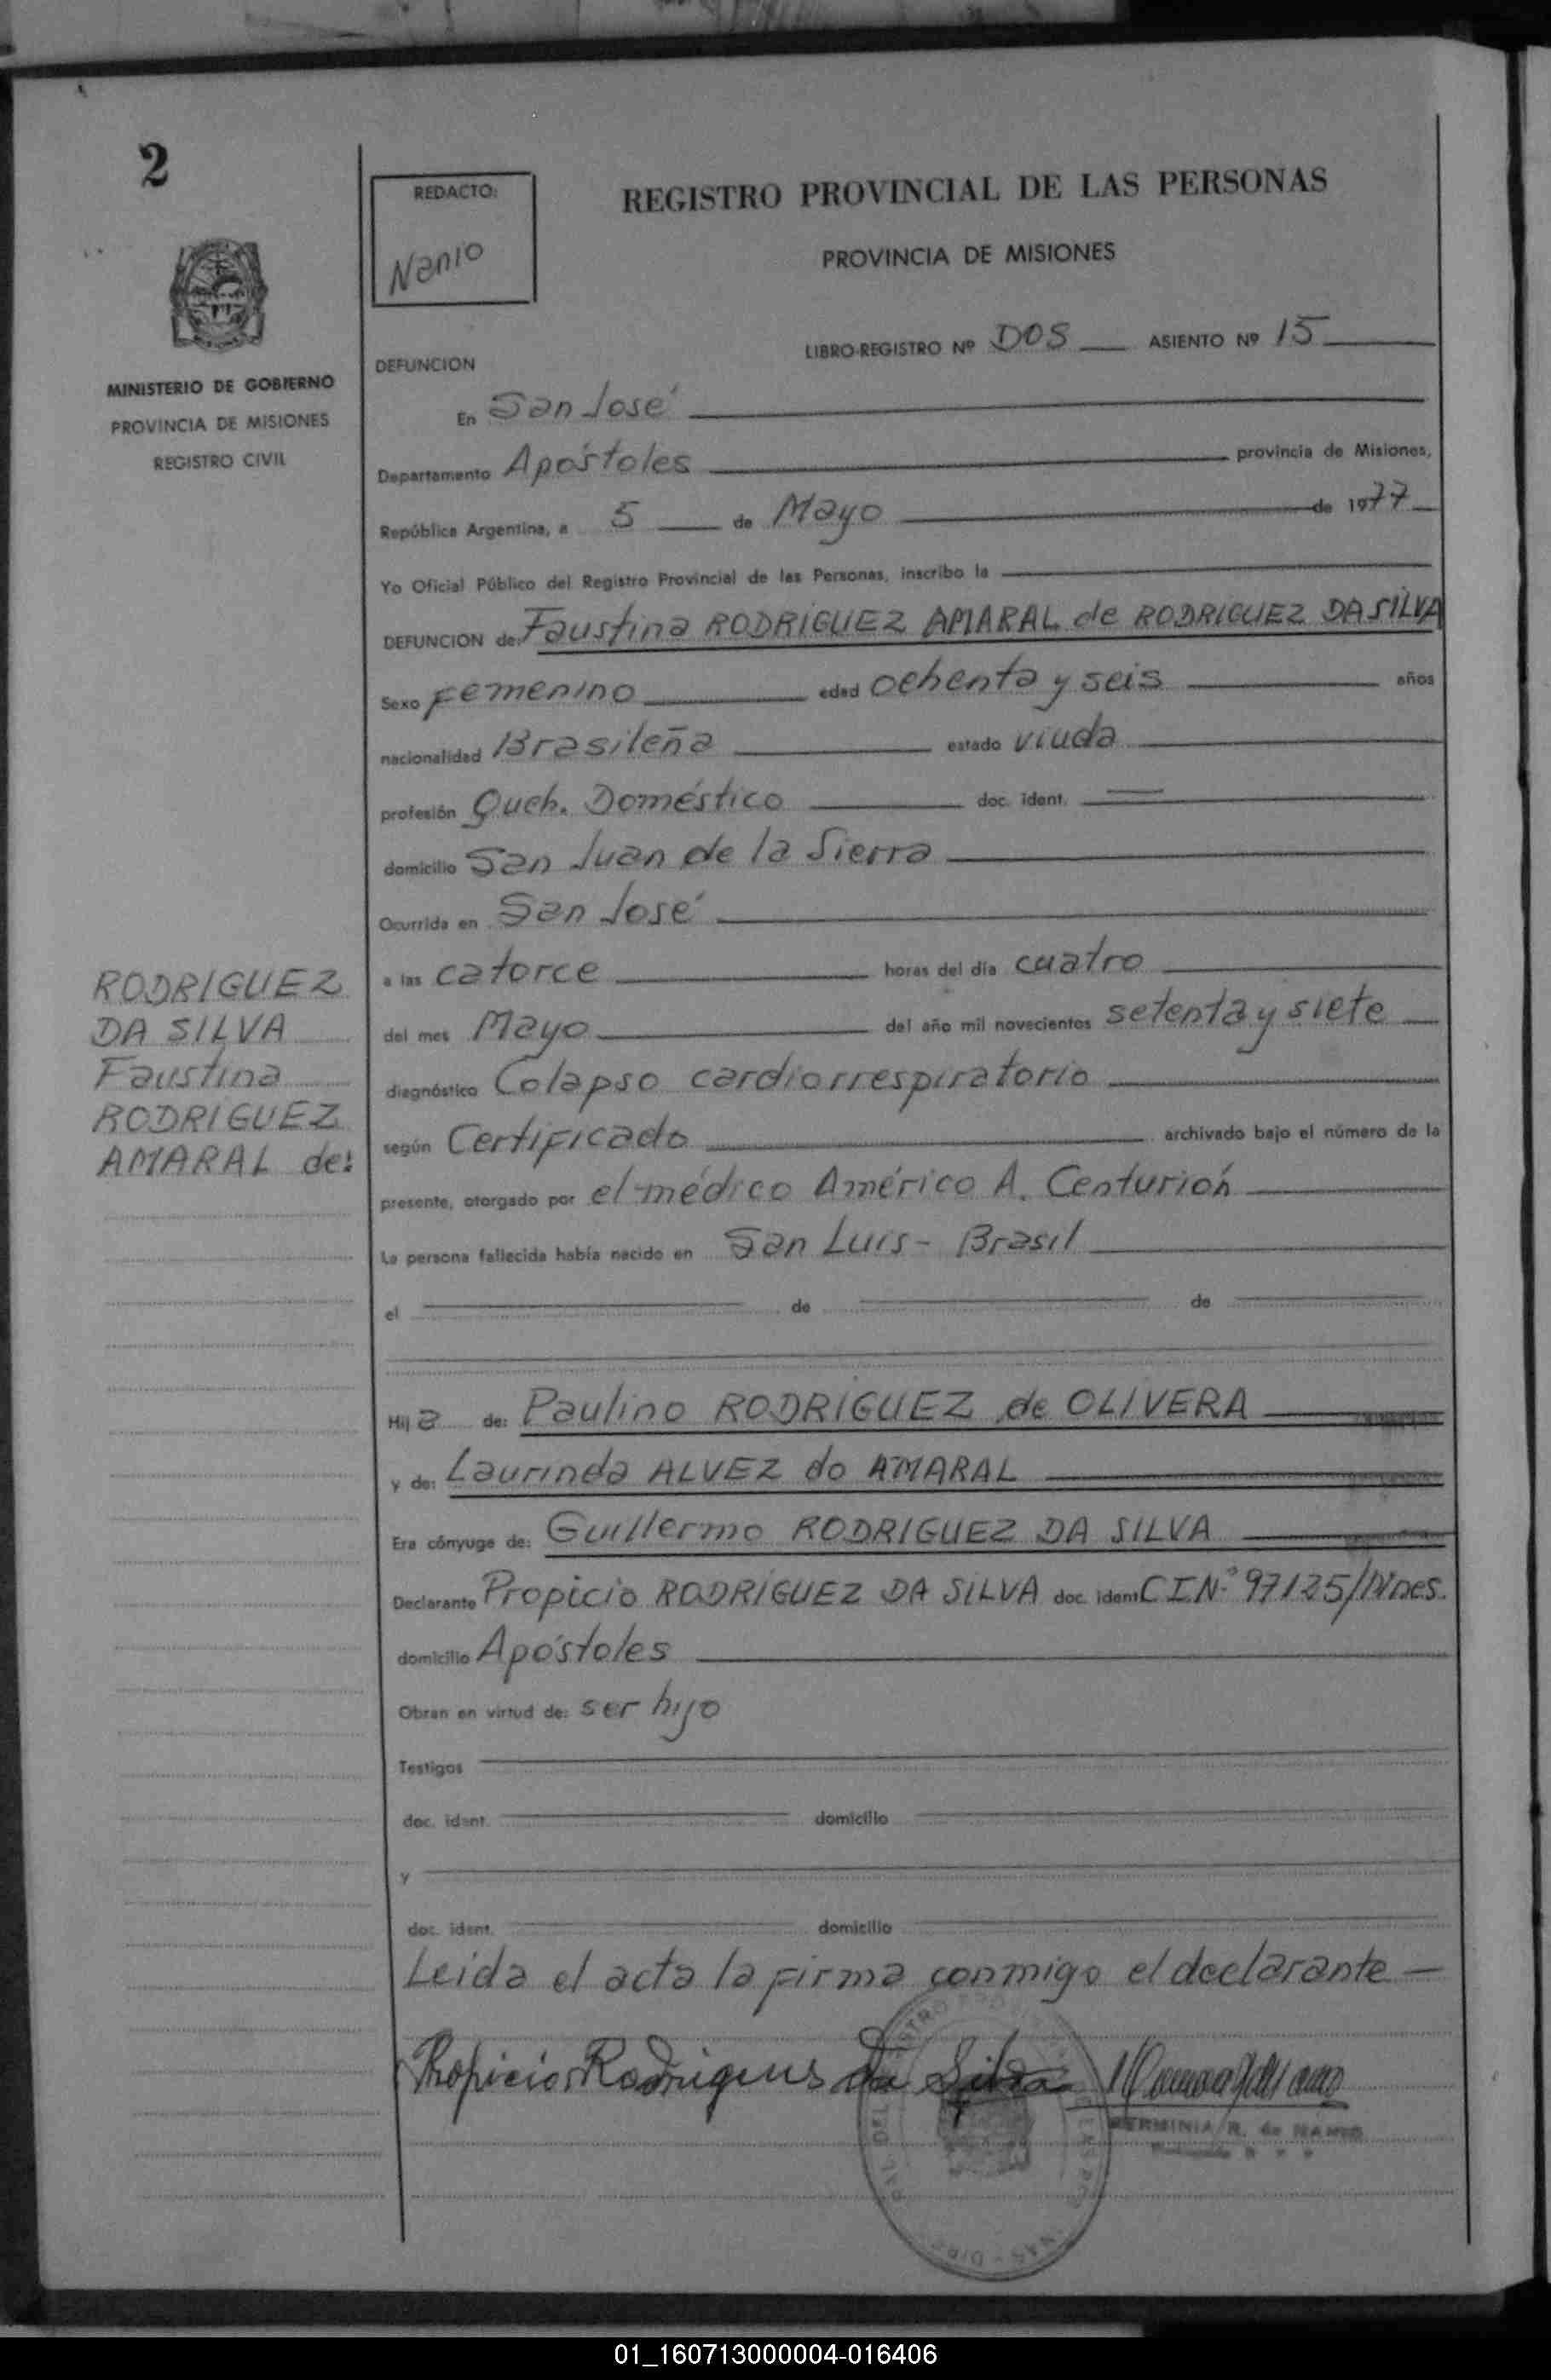 2
REDACTO:
Nanio
REGISTRO PROVINCIAL DE LAS PERSONAS
PROVINCIA DE MISIONES
MINISTERIO DE GOBIERNO
PROVINCIA DE MISIONES
REGISTRO CIVIL
LIBRO-REGISTRO Nº DOS ASIENTO Nº 15
DEFUNCION
En San José
Departamento Apóstoles provincia de Misiones,
República Argentina, a 5 de Mayo de 1977
Yo Oficial Público del Registro Provincial de las Personas, inscribo la
DEFUNCION de: Faustina RODRIGUEZ AMARAL de RODRIGUEZ DA SILVA
Sexo Femenino edad ochenta y seis años
nacionalidad Brasileña estado viuda
profesión Queh. Doméstico doc. ident.
domicilio San Juan de la Sierra
Ocurrida en San José
a las catorce horas del día cuatro
del mes Mayo del año mil novecientos setenta y siete
diagnóstico Colapso cardiorrespiratorio
según Certificado archivado bajo el número de la
presente, otorgado por el médico Américo A. Centurión
La persona fallecida había nacido en San Luis - Brasil
el de de
Hija de: Paulino RODRIGUEZ de OLIVERA
y de: Laurinda ALVEZ do AMARAL
Era cónyuge de: Guillermo RODRIGUEZ DA SILVA
Declarante Propicio RODRIGUEZ DA SILVA doc. ident C I Nº 97125/Mnes.
domicilio Apóstoles
Obran en virtud de: ser hijo
Testigos
doc. ident. domicilio
y
doc. ident. domicilio
Leida el acta la firma conmigo el declarante —
RODRIGUEZ
DA SILVA
Faustina
RODRIGUEZ
AMARAL de:
Propicio Rodrigues da Silva
HERMINIA R. de NANIO
01_160713000004-016406